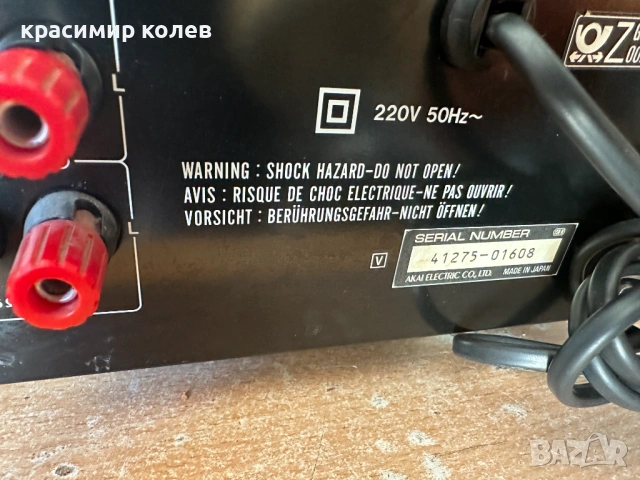 красимир колев
L
220V 50Hz~
WARNING : SHOCK HAZARD-DO NOT OPEN!
AVIS : RISQUE DE CHOC ELECTRIQUE-NE PAS OUVRIR!
VORSICHT : BERÜHRUNGSGEFAHR-NICHT ÖFFNEN!
L
V
SERIAL NUMBER
41275-01608
AKAI ELECTRIC CO., LTD. MADE IN JAPAN
Z
BAZAR